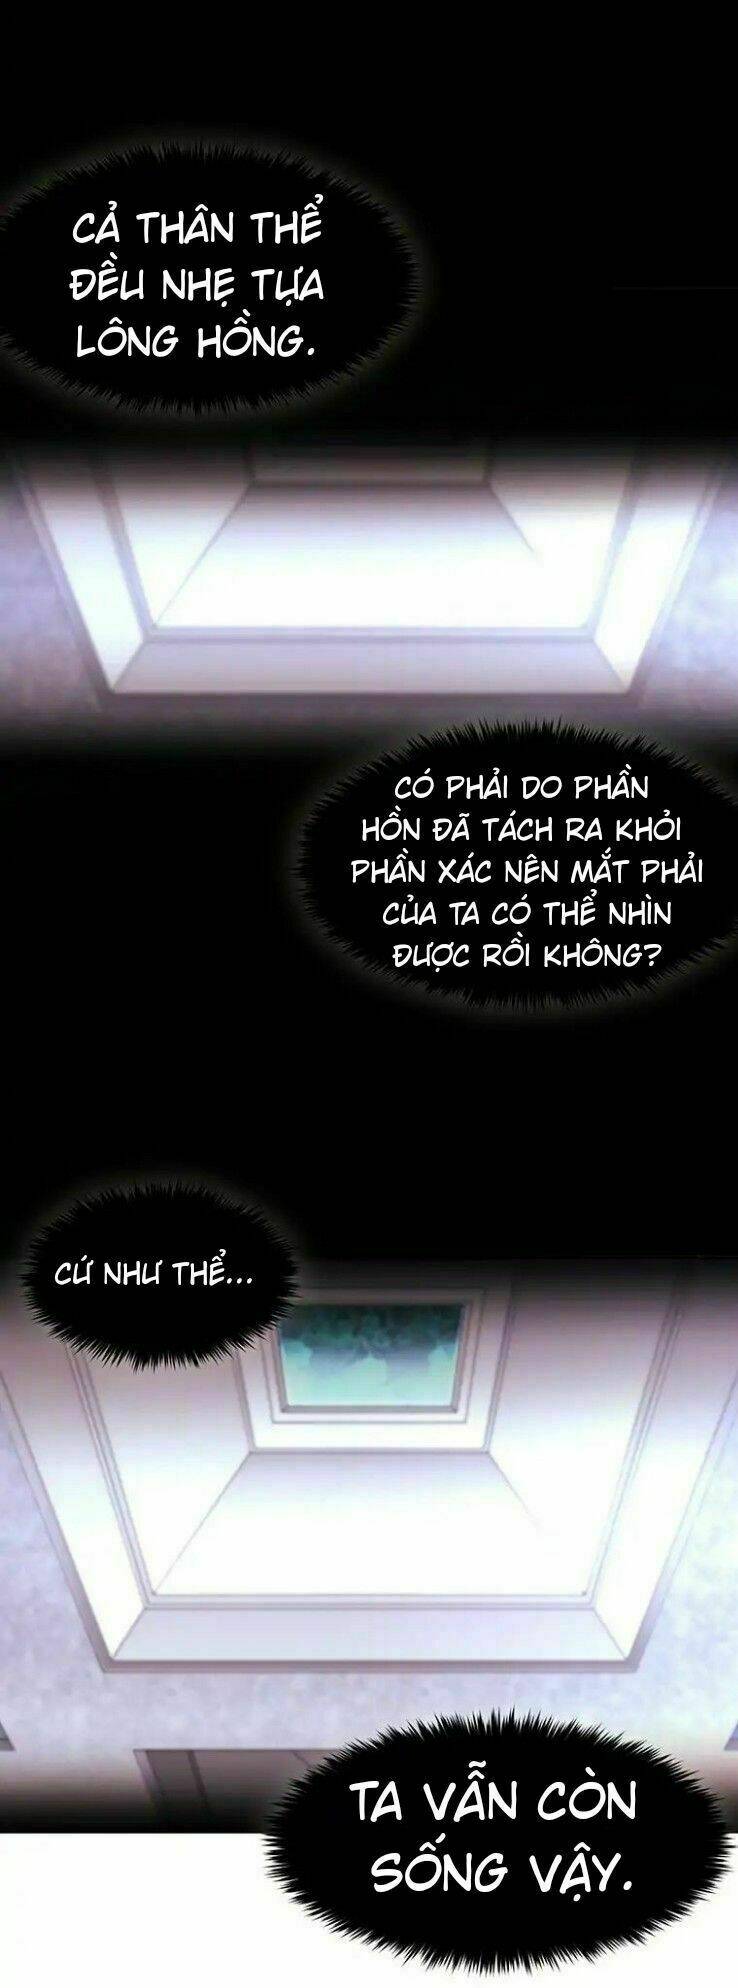 CẢ THÂN THỂ
ĐỀU NHẸ TỰA
LÔNG HỒNG.
CÓ PHẢI DO PHẦN
HỒN ĐÃ TÁCH RA KHỎI
PHẦN XÁC NÊN MẮT PHẢI
CỦA TA CÓ THỂ NHÌN
ĐƯỢC RỒI KHÔNG?
CỨ NHƯ THỂ...
TA VẪN CÒN
SỐNG VẬY.